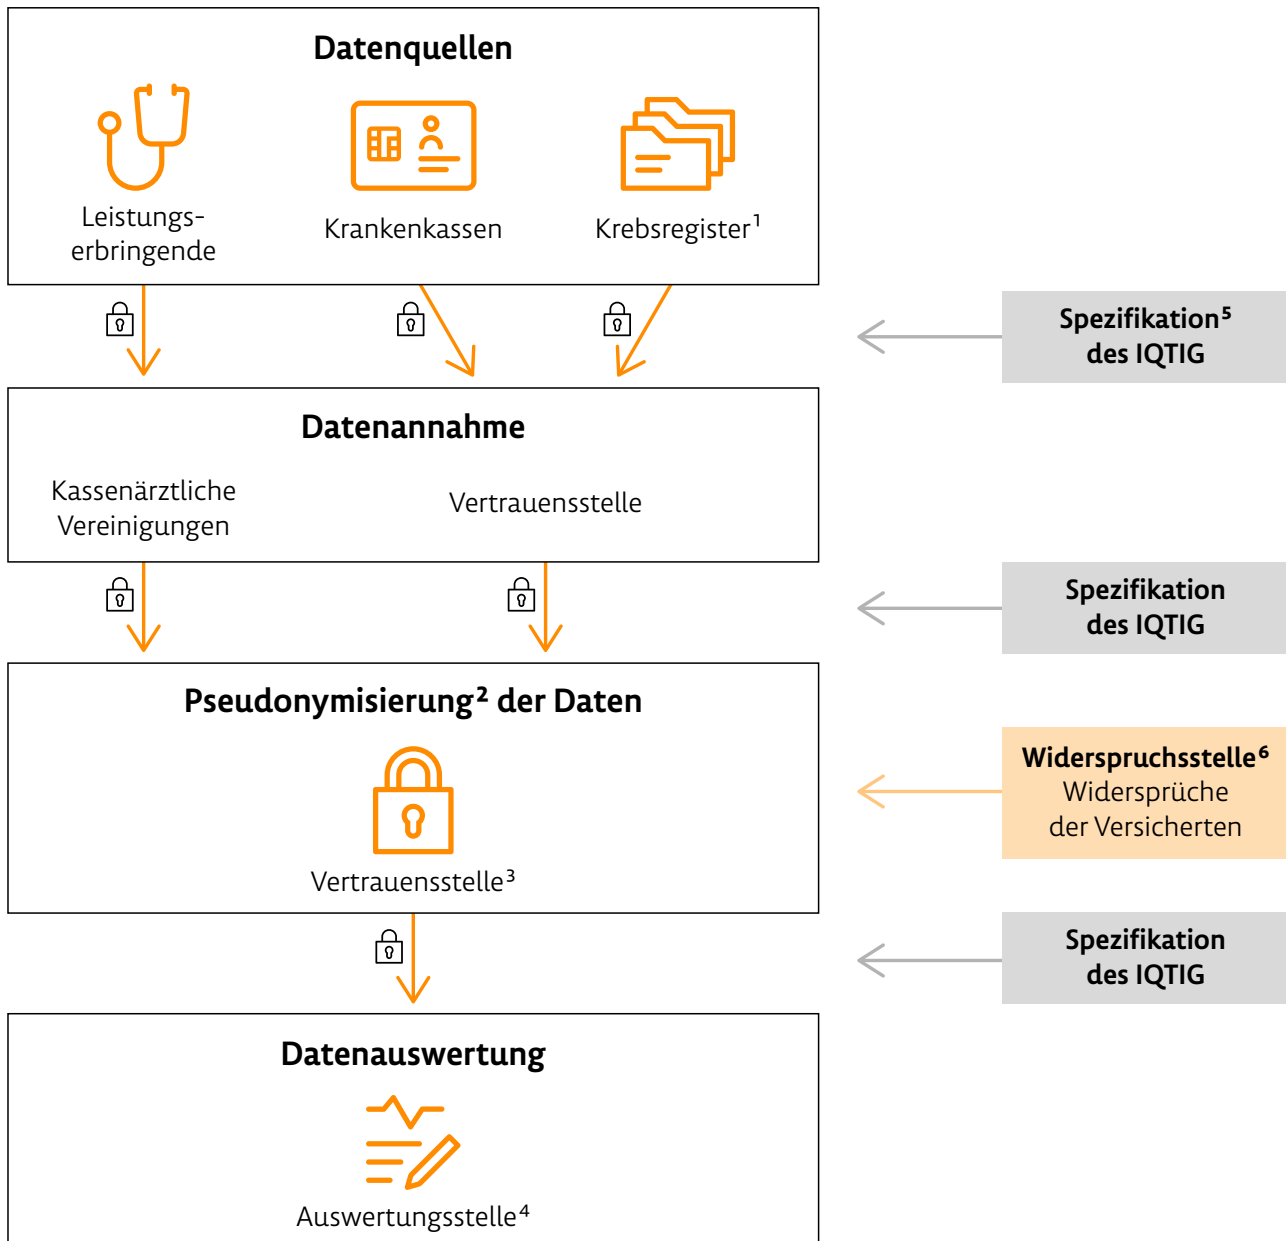 Datenquellen
Leistungs-
erbringende
Krankenkassen
Krebsregister¹
Spezifikation⁵
des IQTIG
Datenannahme
Kassenärztliche
Vereinigungen
Vertrauensstelle
Spezifikation
des IQTIG
Pseudonymisierung² der Daten
Vertrauensstelle³
Widerspruchsstelle⁶
Widersprüche
der Versicherten
Spezifikation
des IQTIG
Datenauswertung
Auswertungsstelle⁴